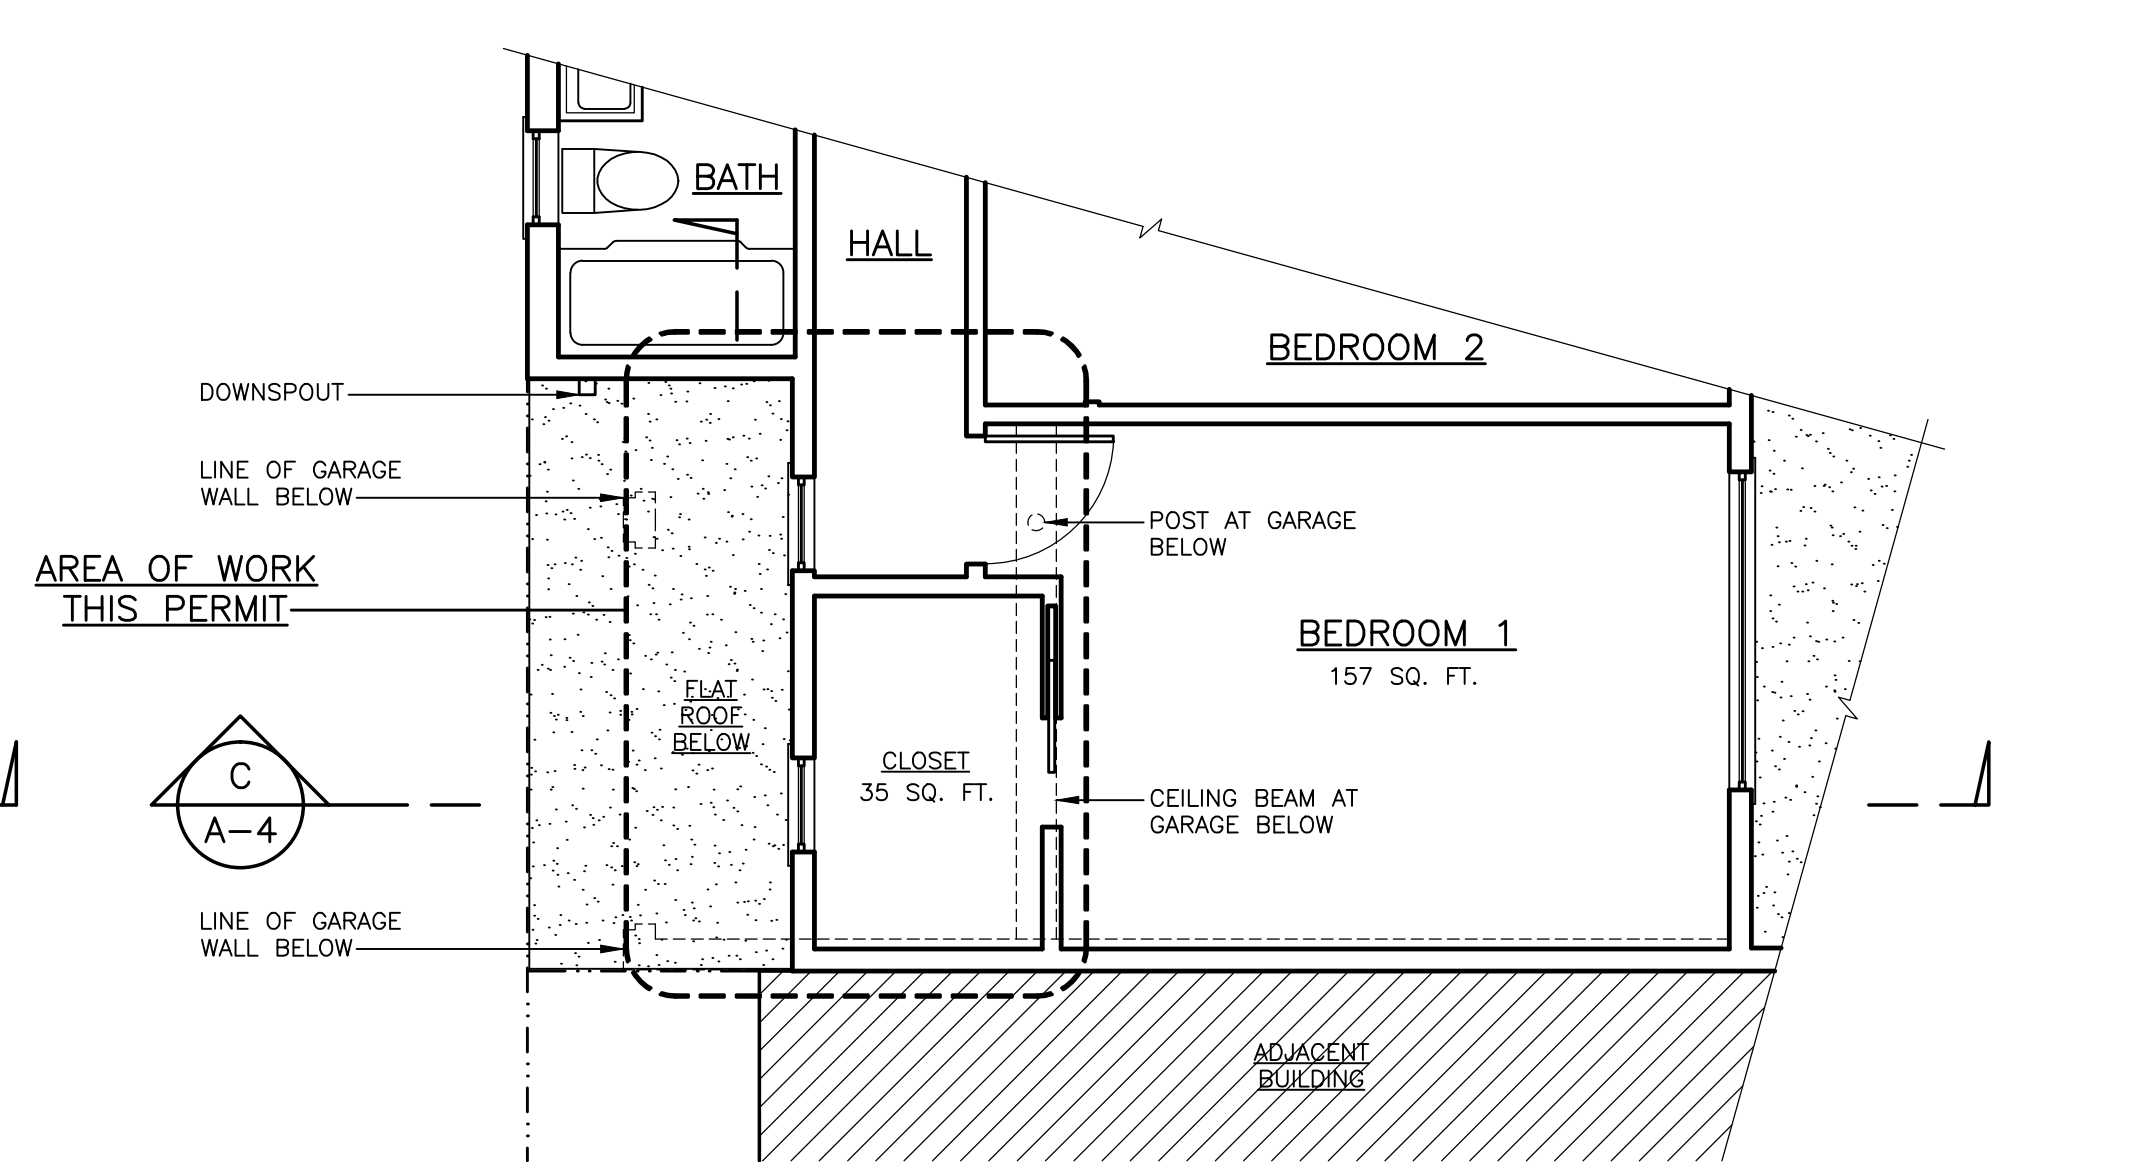 BATH
HALL
BEDROOM 2
DOWNSPOUT
LINE OF GARAGE
WALL BELOW
POST AT GARAGE
BELOW
AREA OF WORK
THIS PERMIT
BEDROOM 1
157 SQ. FT.
FLAT
ROOF
BELOW
CLOSET
35 SQ. FT.
C
A-4
CEILING BEAM AT
GARAGE BELOW
LINE OF GARAGE
WALL BELOW
ADJACENT
BUILDING